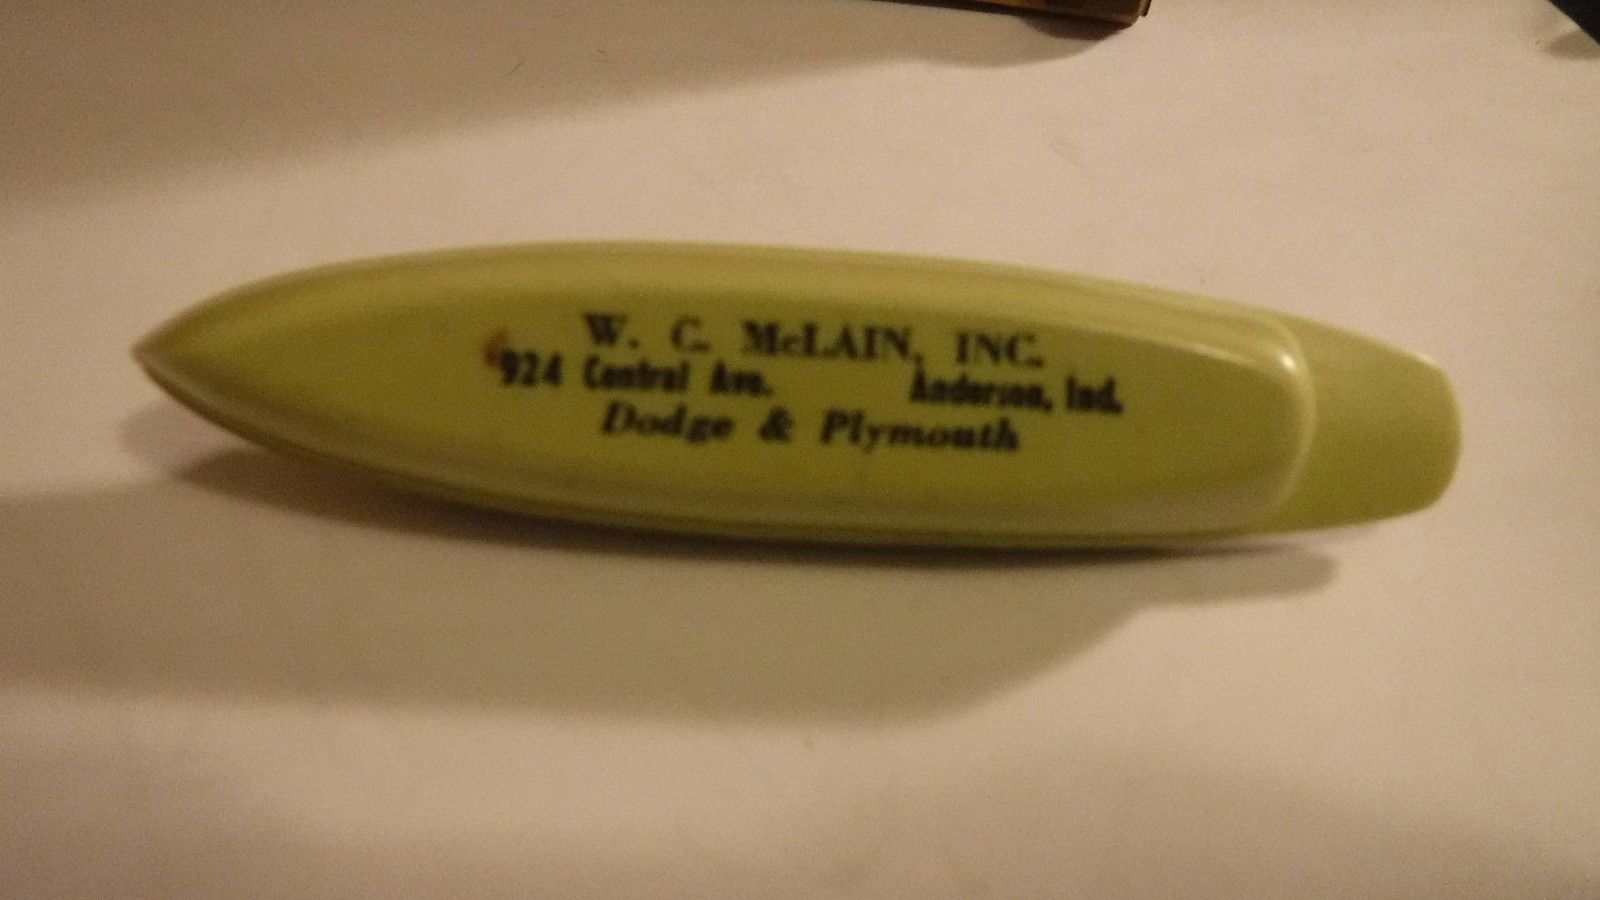 W. C. McLAIN, INC.
924 Central Ave. Anderson, Ind.
Dodge & Plymouth